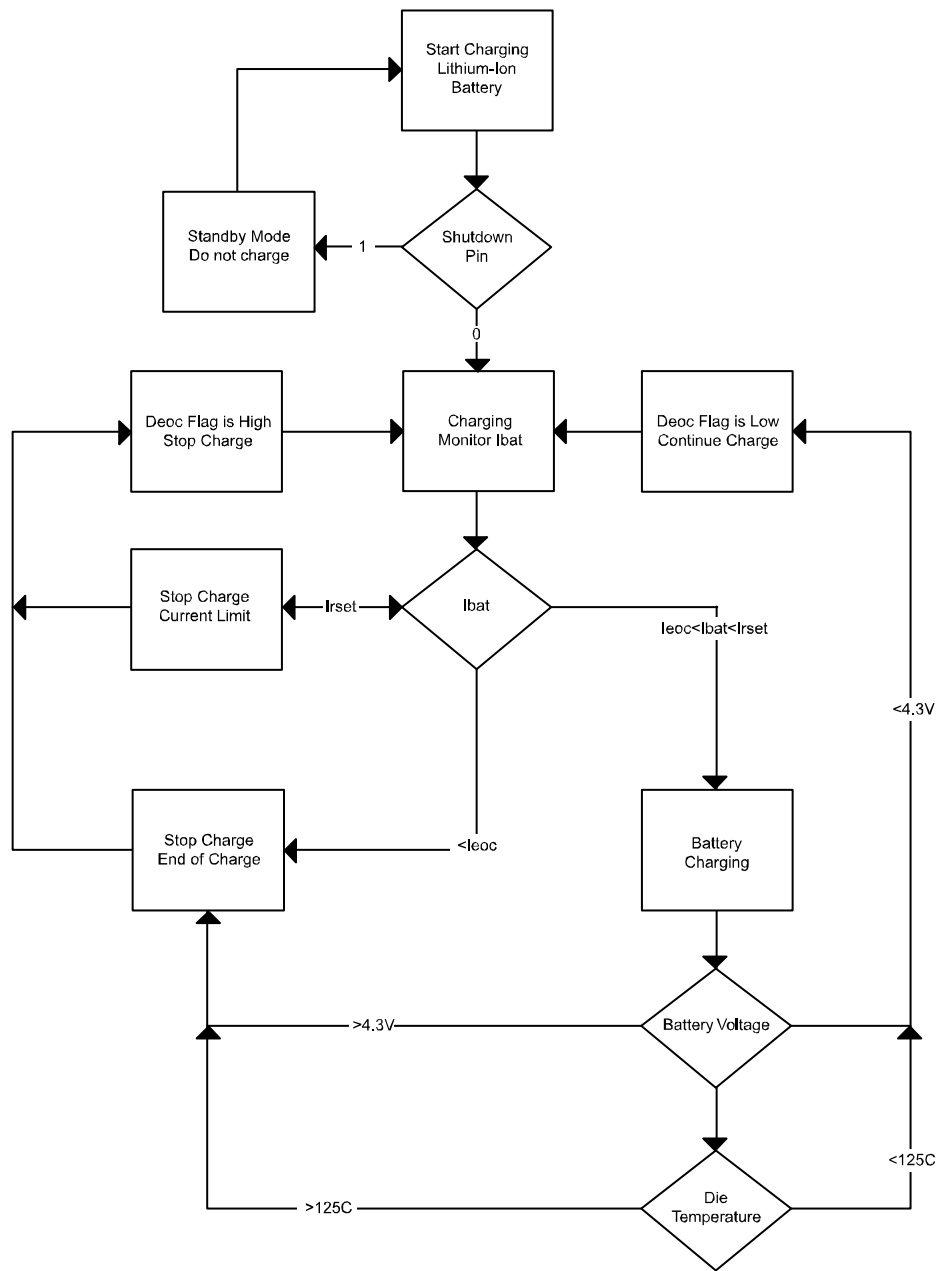 Start Charging
Lithium-Ion
Battery
Standby Mode
Do not charge
1
Shutdown
Pin
0
Deoc Flag is High
Stop Charge
Charging
Monitor Ibat
Deoc Flag is Low
Continue Charge
Stop Charge
Current Limit
Irset
Ibat
Ieoc<Ibat<Irset
<4.3V
Stop Charge
End of Charge
<Ieoc
Battery
Charging
>4.3V
Battery Voltage
<125C
>125C
Die
Temperature